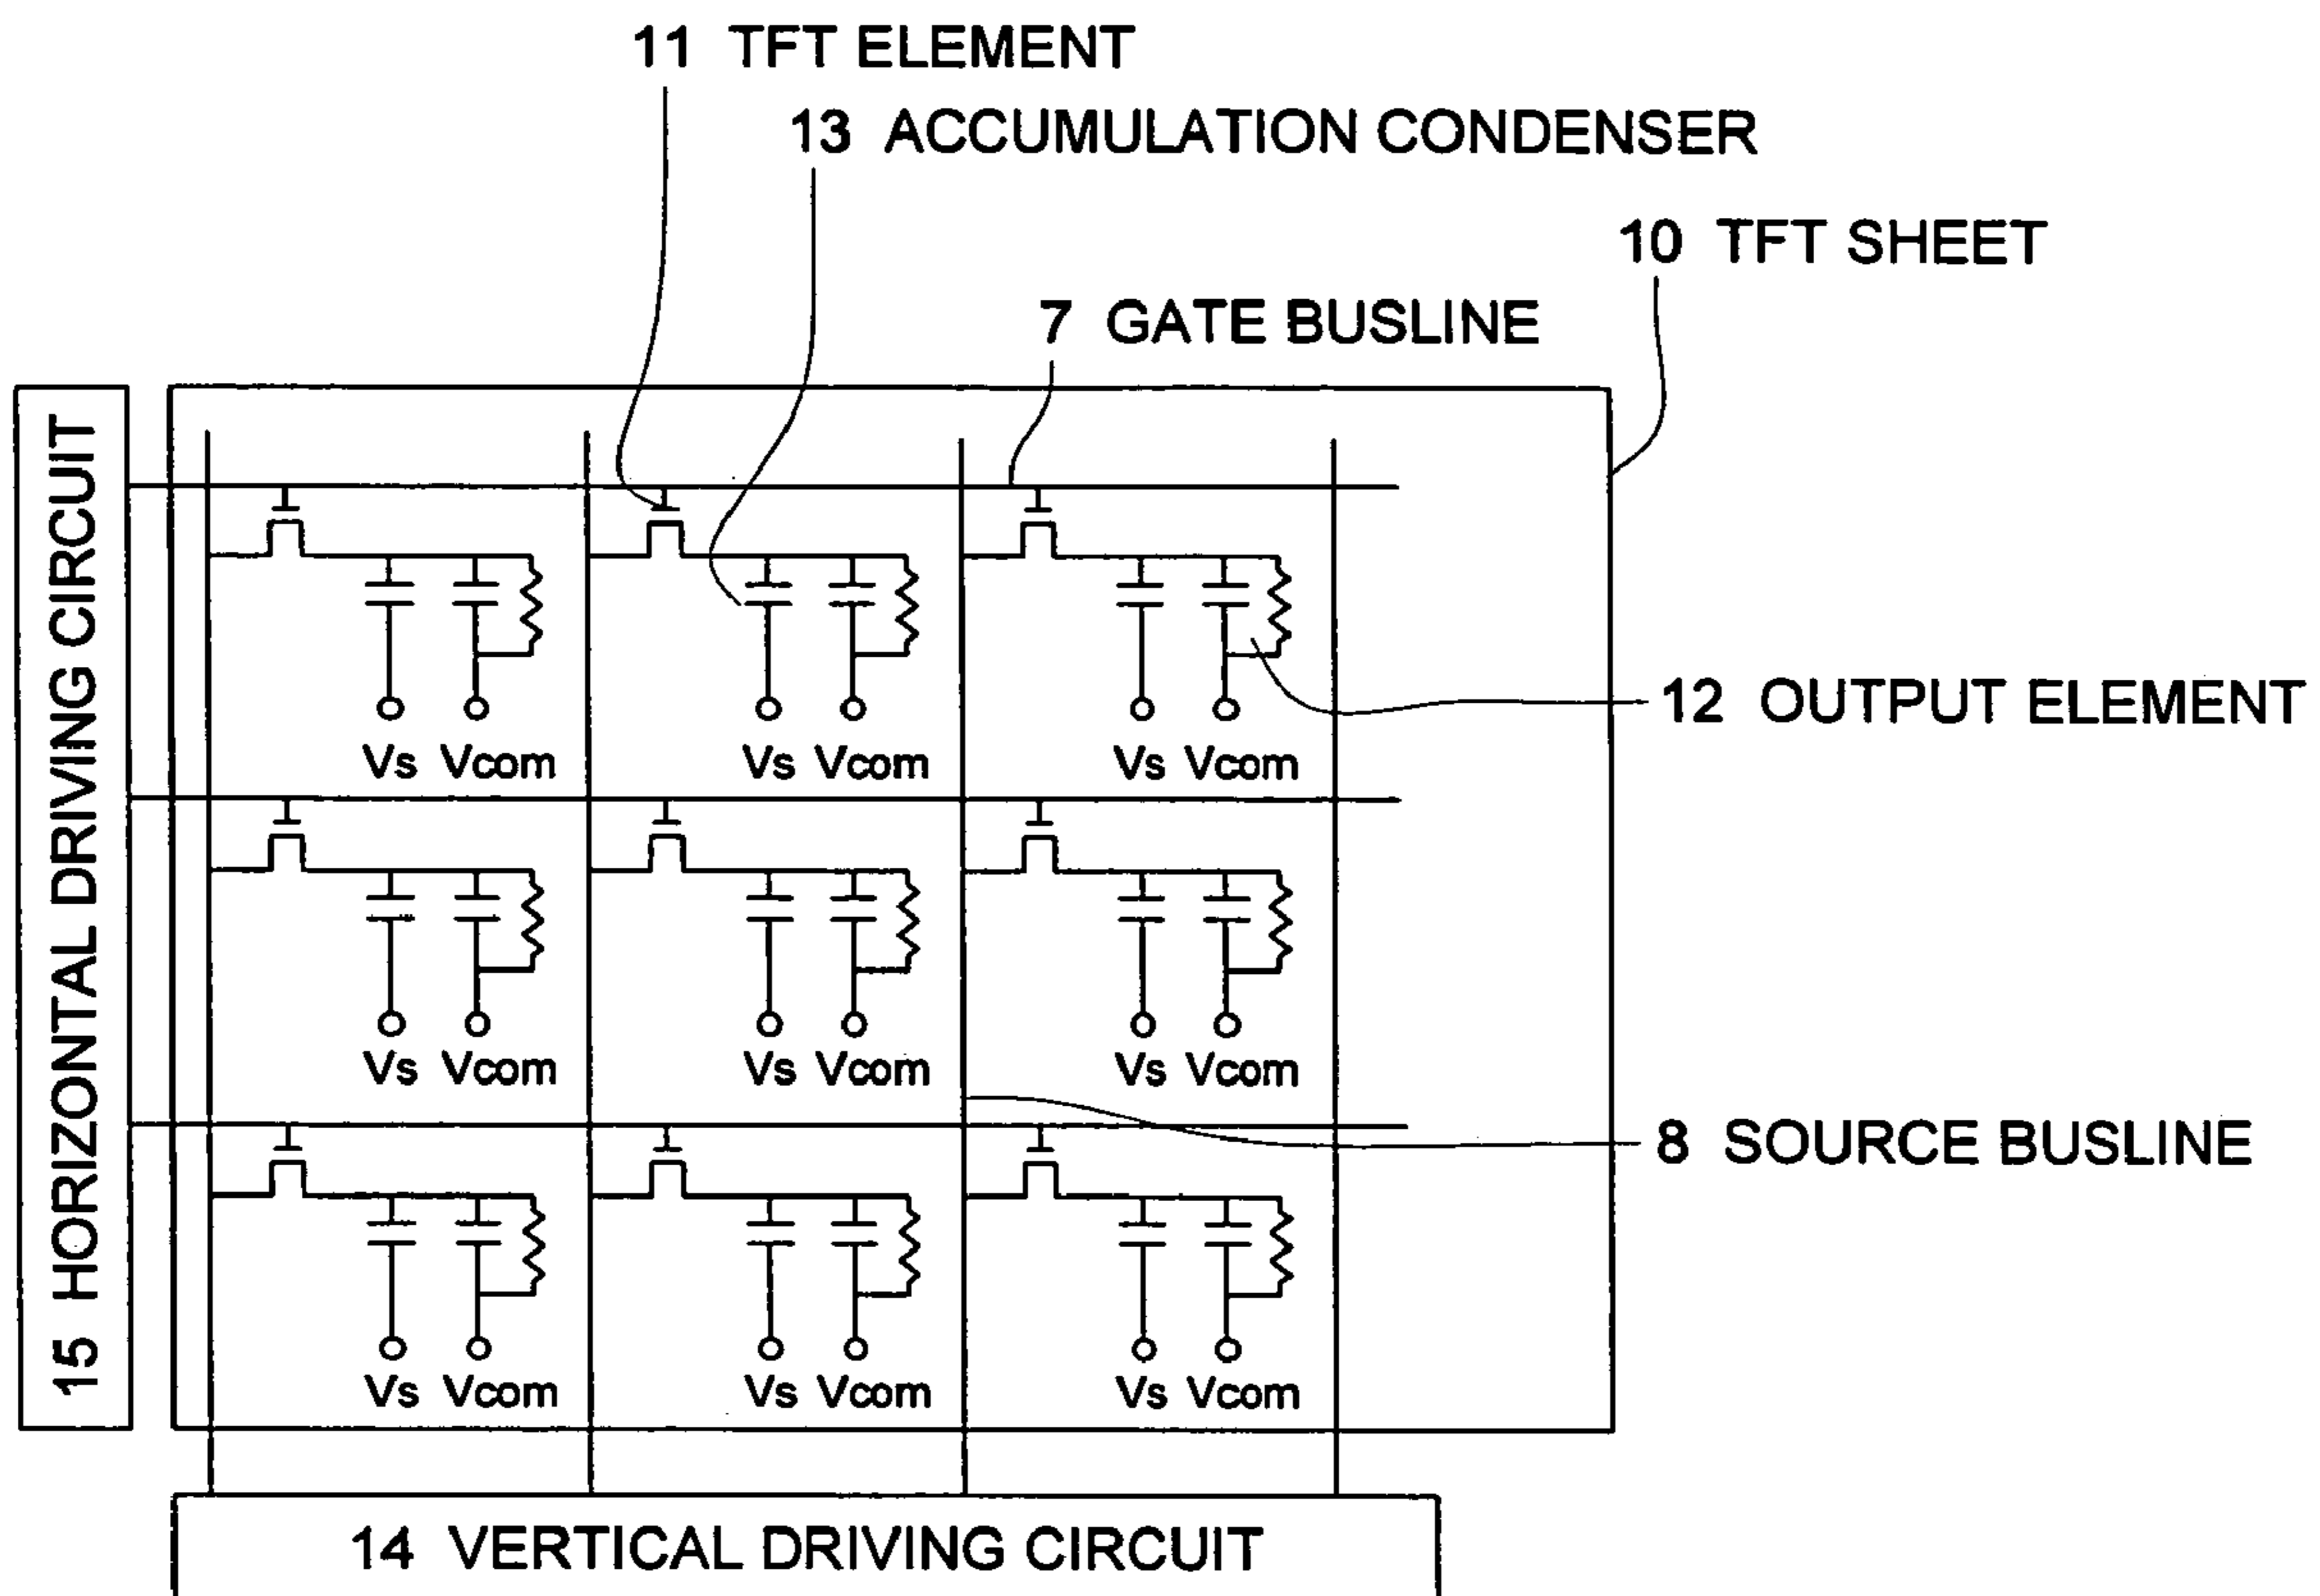 11 TFT ELEMENT
13 ACCUMULATION CONDENSER
10 TFT SHEET
7 GATE BUSLINE
15 HORIZONTAL DRIVING CIRCUIT
Vs Vcom Vs Vcom Vs Vcom
12 OUTPUT ELEMENT
Vs Vcom Vs Vcom Vs Vcom
8 SOURCE BUSLINE
Vs Vcom Vs Vcom Vs Vcom
14 VERTICAL DRIVING CIRCUIT